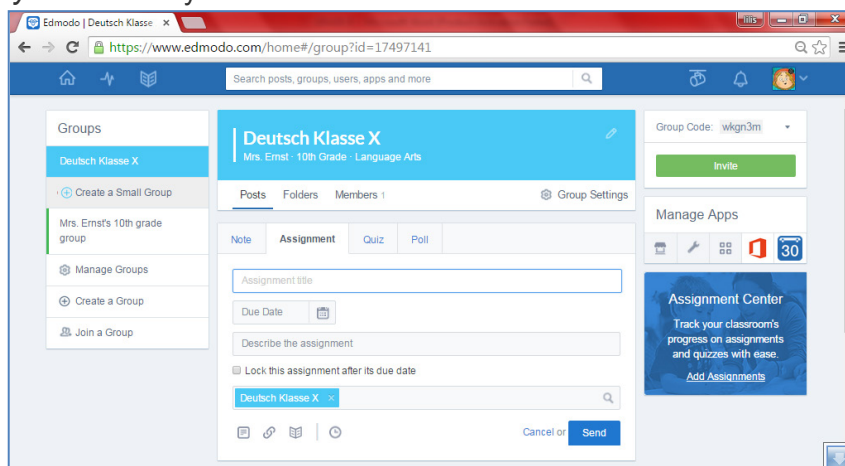 Edmodo | Deutsch Klasse
https://www.edmodo.com/home#/group?id=17497141
Search posts, groups, users, apps and more
Groups
Deutsch Klasse X
Create a Small Group
Mrs. Ernst's 10th grade
group
Manage Groups
Create a Group
Join a Group
Deutsch Klasse X
Mrs. Ernst · 10th Grade · Language Arts
Posts Folders Members 1 Group Settings
Note Assignment Quiz Poll
Assignment title
Due Date
Describe the assignment
Lock this assignment after its due date
Deutsch Klasse X ×
Cancel or Send
Group Code: wkgn3m
Invite
Manage Apps
30
Assignment Center
Track your classroom's
progress on assignments
and quizzes with ease.
Add Assignments